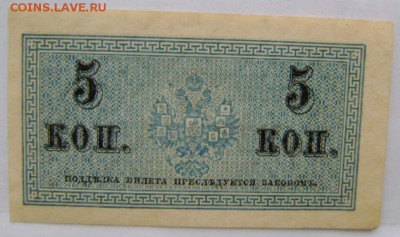 COINS.LAVE.RU
5 5
КОП. КОП.
ПОДДѢЛКА БИЛЕТА ПРЕСЛѢДУЕТСЯ ЗАКОНОМЪ.